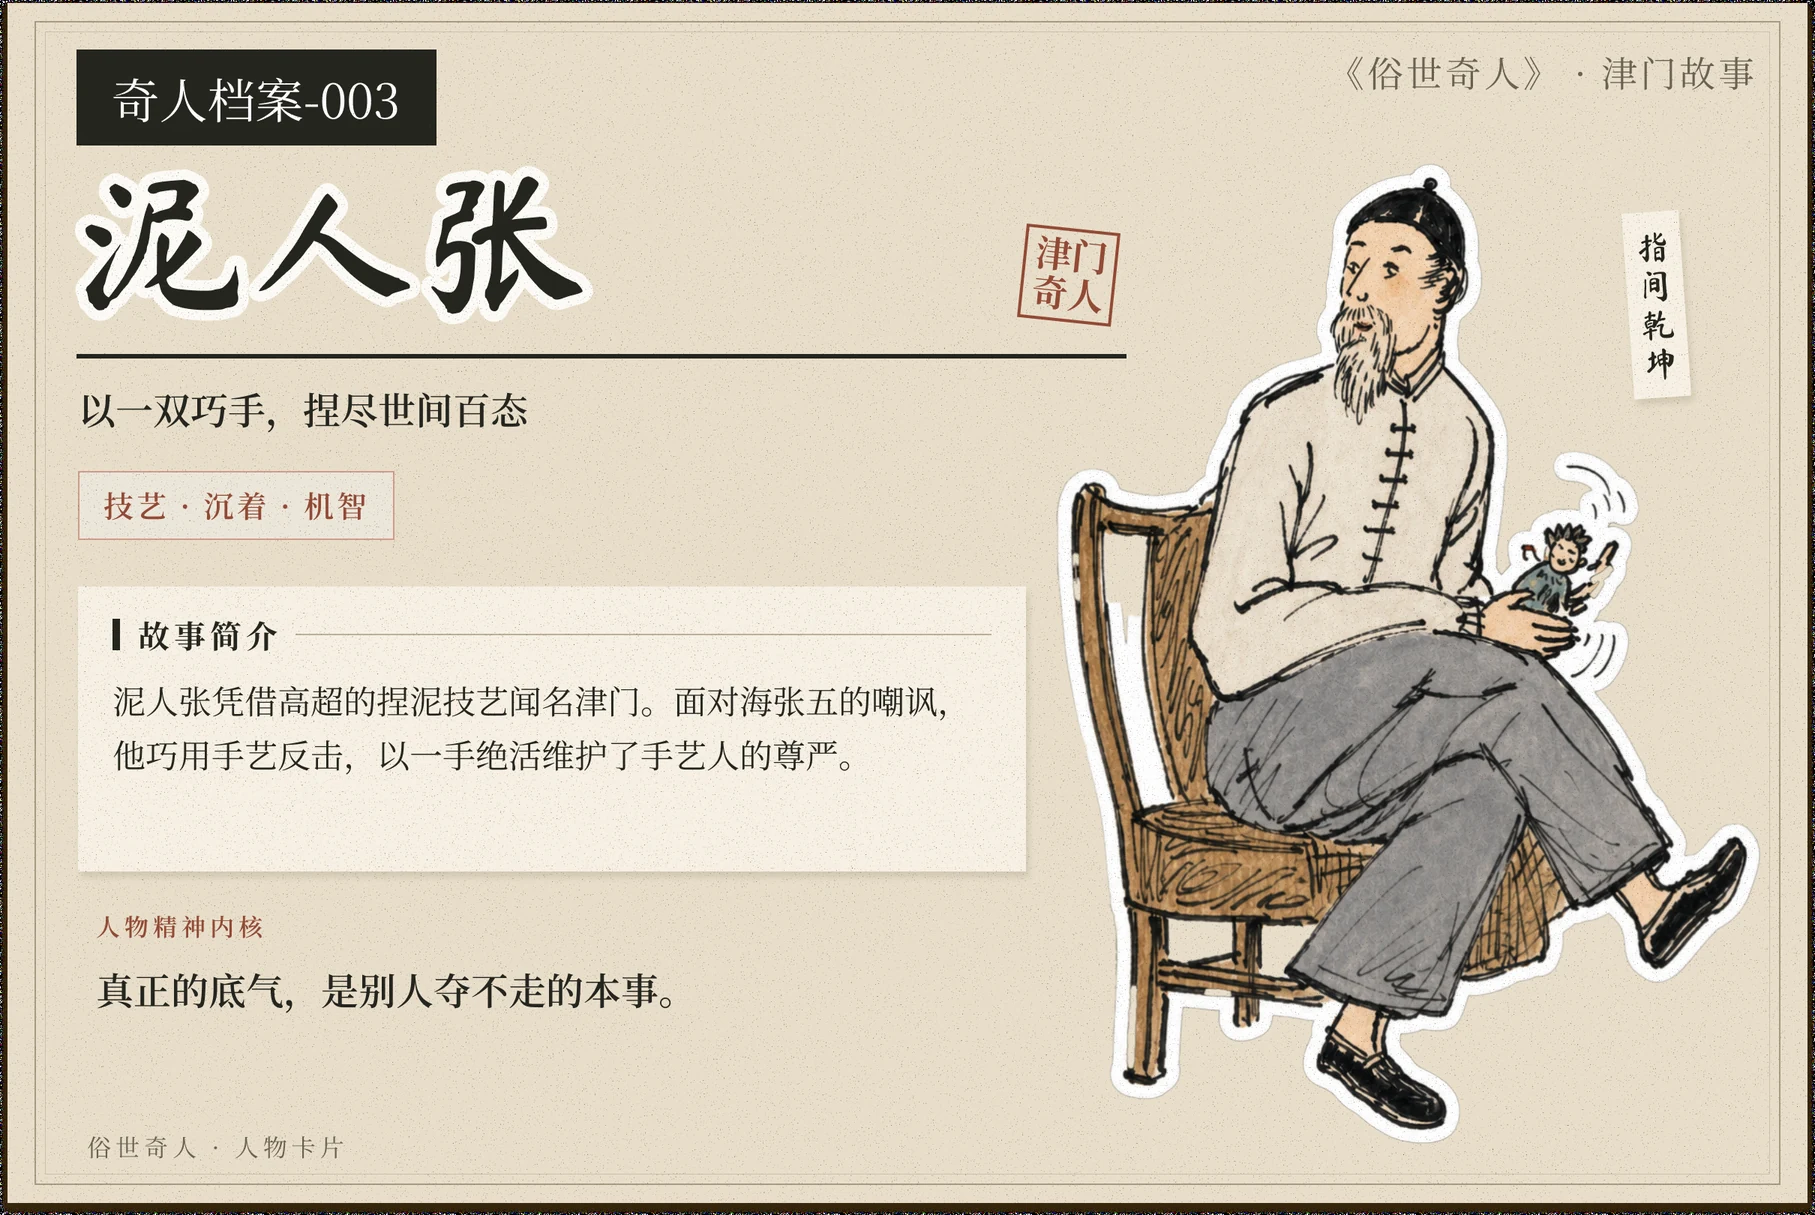 奇人档案-003
《俗世奇人》 · 津门故事
泥人张
津门
奇人
指间乾坤
以一双巧手，捏尽世间百态
技艺 · 沉着 · 机智
故事简介
泥人张凭借高超的捏泥技艺闻名津门。面对海张五的嘲讽，
他巧用手艺反击，以一手绝活维护了手艺人的尊严。
人物精神内核
真正的底气，是别人夺不走的本事。
俗世奇人 · 人物卡片